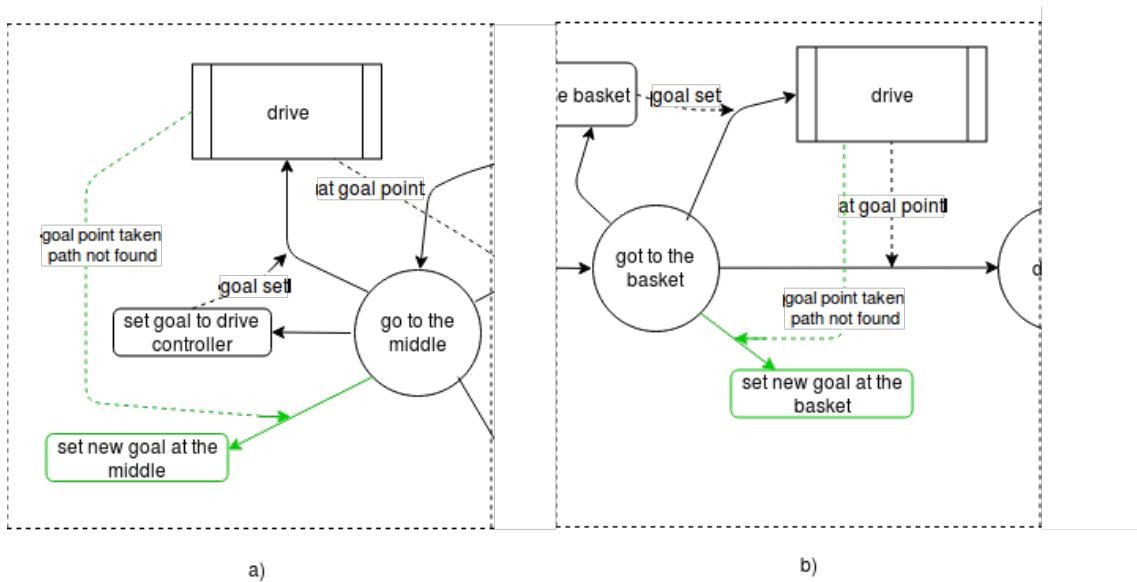 drive
at goal point
goal point taken
path not found
goal set
set goal to drive
controller
go to the
middle
set new goal at the
middle
a)
e basket
goal set
drive
at goal point
got to the
basket
d
goal point taken
path not found
set new goal at the
basket
b)